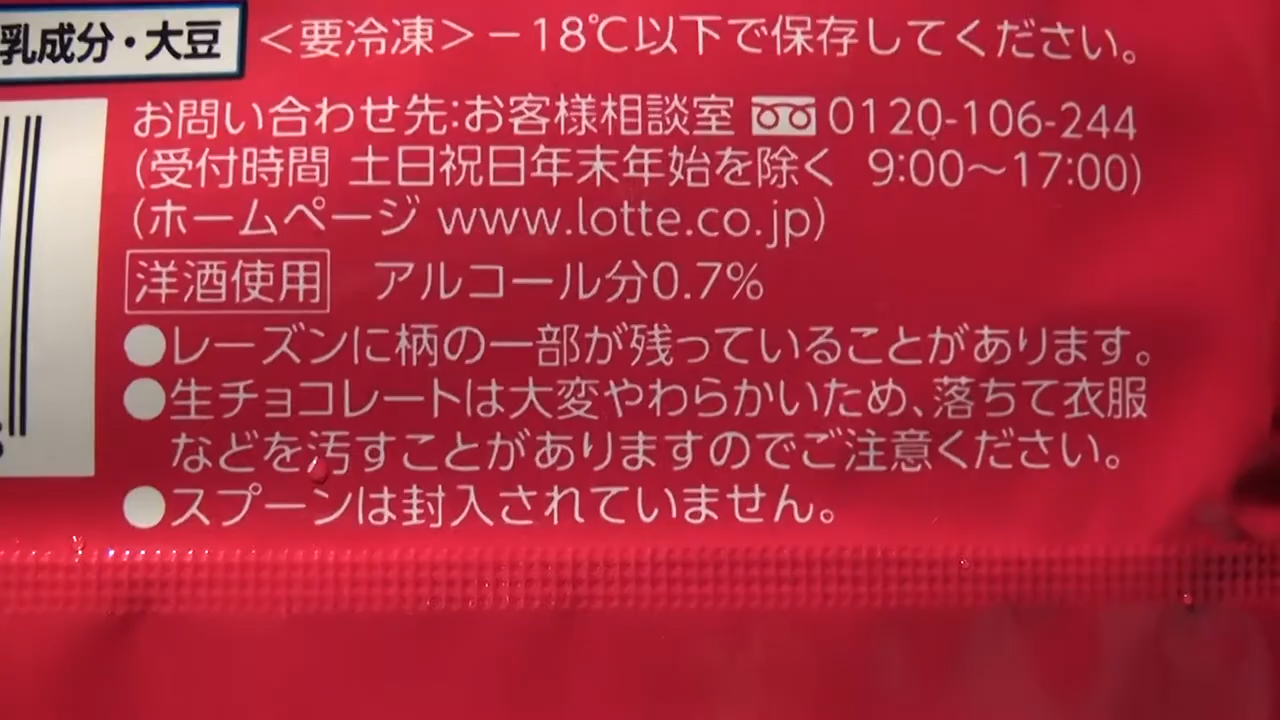 乳成分・大豆
＜要冷凍＞－18℃以下で保存してください。
お問い合わせ先:お客様相談室 0120-106-244
(受付時間 土日祝日年末年始を除く 9:00～17:00)
(ホームページ www.lotte.co.jp)
洋酒使用 アルコール分0.7%
●レーズンに柄の一部が残っていることがあります。
●生チョコレートは大変やわらかいため、落ちて衣服
などを汚すことがありますのでご注意ください。
●スプーンは封入されていません。